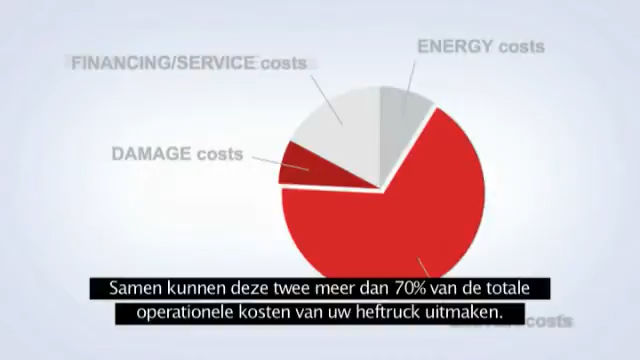 ENERGY costs
FINANCING/SERVICE costs
DAMAGE costs
Samen kunnen deze twee meer dan 70% van de totale
operationele kosten van uw heftruck uitmaken.
costs